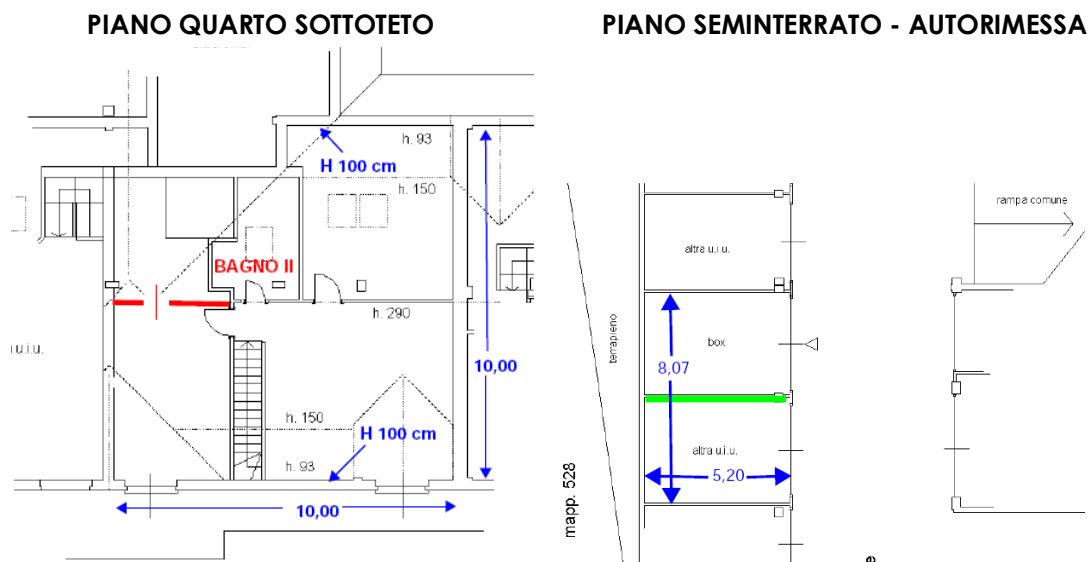 PIANO QUARTO SOTTOTETO
PIANO SEMINTERRATO - AUTORIMESSA
h. 93
H 100 cm
h. 150
BAGNO II
h. 290
u.i.u.
10,00
h. 150
H 100 cm
h. 93
10,00
rampa comune
altra u.i.u.
terrapieno
box
8,07
altra u.i.u.
5,20
mapp. 528
e